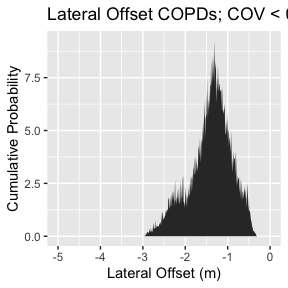 Lateral Offset COPDs; COV < 0
Cumulative Probability
7.5
5.0
2.5
0.0
-5 -4 -3 -2 -1 0
Lateral Offset (m)